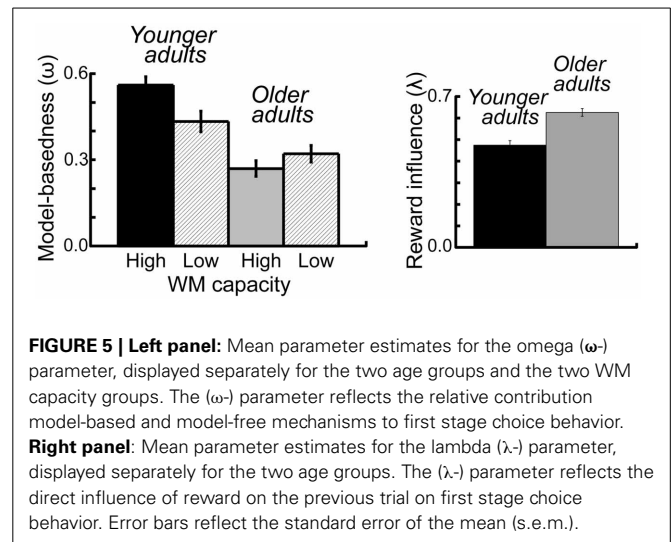 Younger
adults
Older
adults
0.6
0.3
0.0
Model-basedness (ω)
High Low High Low
WM capacity
Older
adults
Younger
adults
0.7
0.0
Reward influence (λ)
FIGURE 5 | Left panel: Mean parameter estimates for the omega (ω-)
parameter, displayed separately for the two age groups and the two WM
capacity groups. The (ω-) parameter reflects the relative contribution
model-based and model-free mechanisms to first stage choice behavior.
Right panel: Mean parameter estimates for the lambda (λ-) parameter,
displayed separately for the two age groups. The (λ-) parameter reflects the
direct influence of reward on the previous trial on first stage choice
behavior. Error bars reflect the standard error of the mean (s.e.m.).